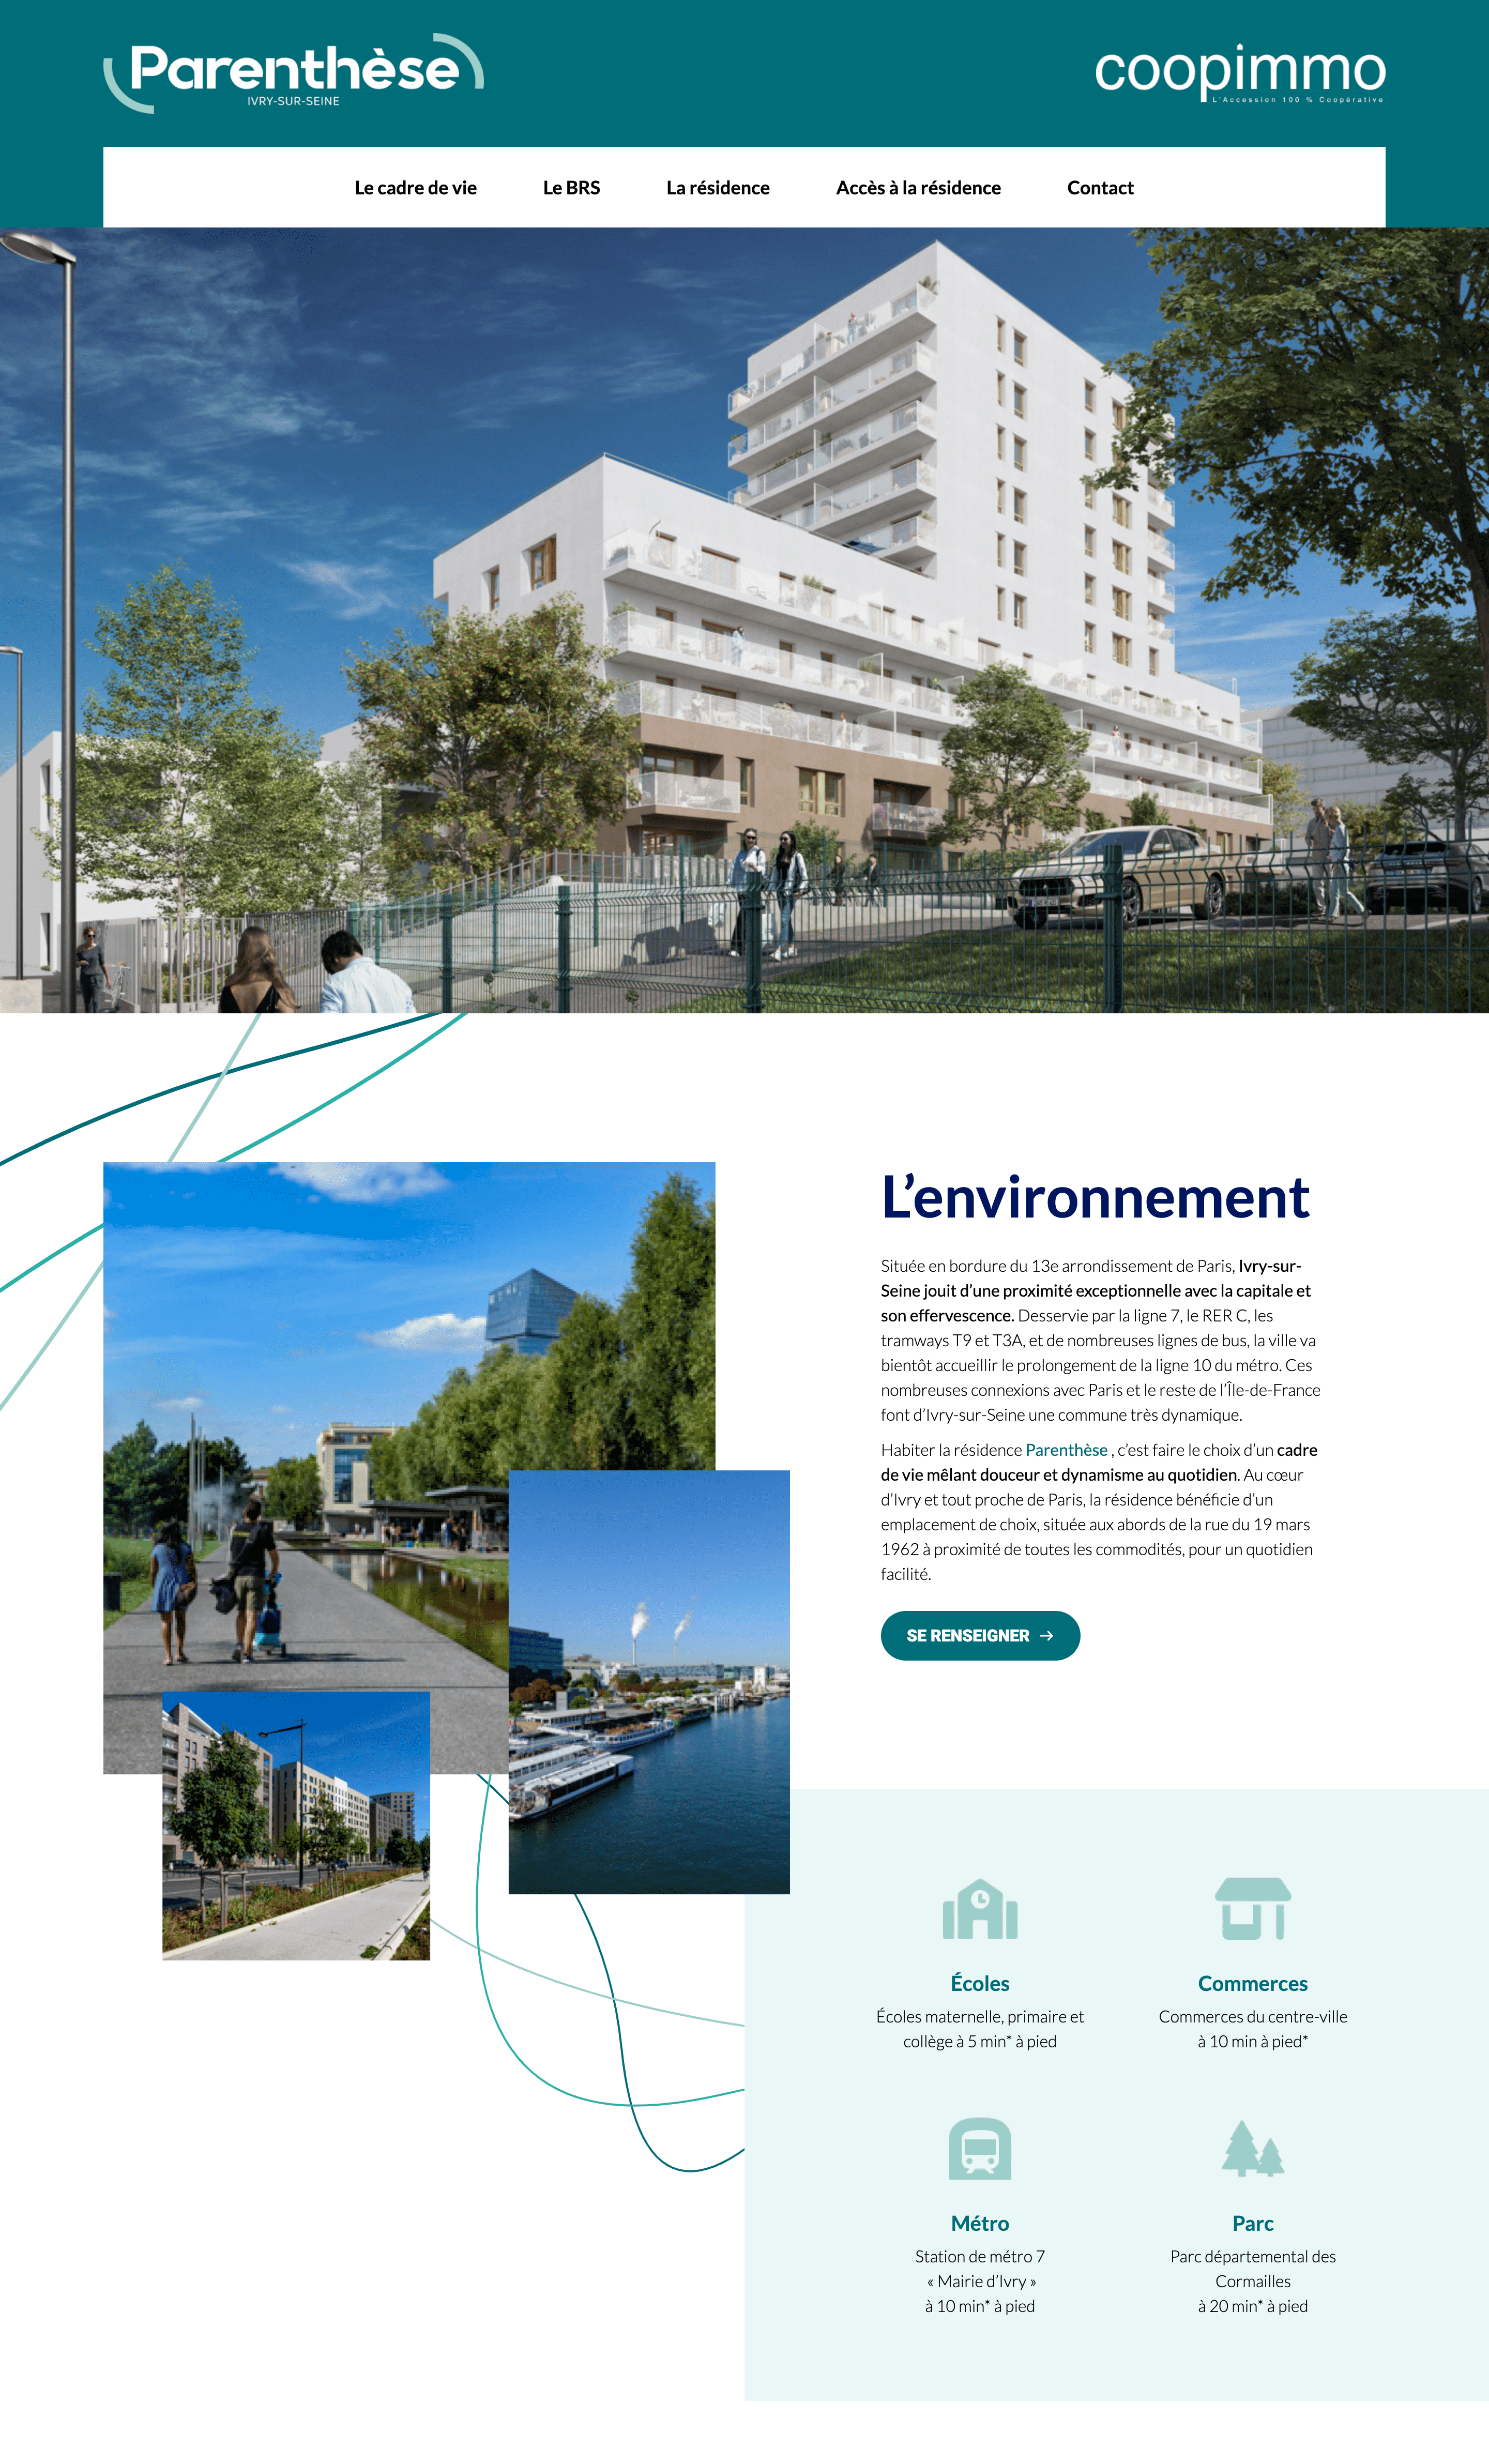 Parenthèse
IVRY-SUR-SEINE
coopimmo
L'Accession 100 % Coopérative
Le cadre de vie
Le BRS
La résidence
Accès à la résidence
Contact
L’environnement
Située en bordure du 13e arrondissement de Paris, Ivry-sur-
Seine jouit d’une proximité exceptionnelle avec la capitale et
son effervescence. Desservie par la ligne 7, le RER C, les
tramways T9 et T3A, et de nombreuses lignes de bus, la ville va
bientôt accueillir le prolongement de la ligne 10 du métro. Ces
nombreuses connexions avec Paris et le reste de l’Île-de-France
font d’Ivry-sur-Seine une commune très dynamique.
Habiter la résidence Parenthèse , c’est faire le choix d’un cadre
de vie mêlant douceur et dynamisme au quotidien. Au cœur
d’Ivry et tout proche de Paris, la résidence bénéficie d’un
emplacement de choix, située aux abords de la rue du 19 mars
1962 à proximité de toutes les commodités, pour un quotidien
facilité.
SE RENSEIGNER →
Écoles
Écoles maternelle, primaire et
collège à 5 min* à pied
Commerces
Commerces du centre-ville
à 10 min à pied*
Métro
Station de métro 7
« Mairie d’Ivry »
à 10 min* à pied
Parc
Parc départemental des
Cormailles
à 20 min* à pied